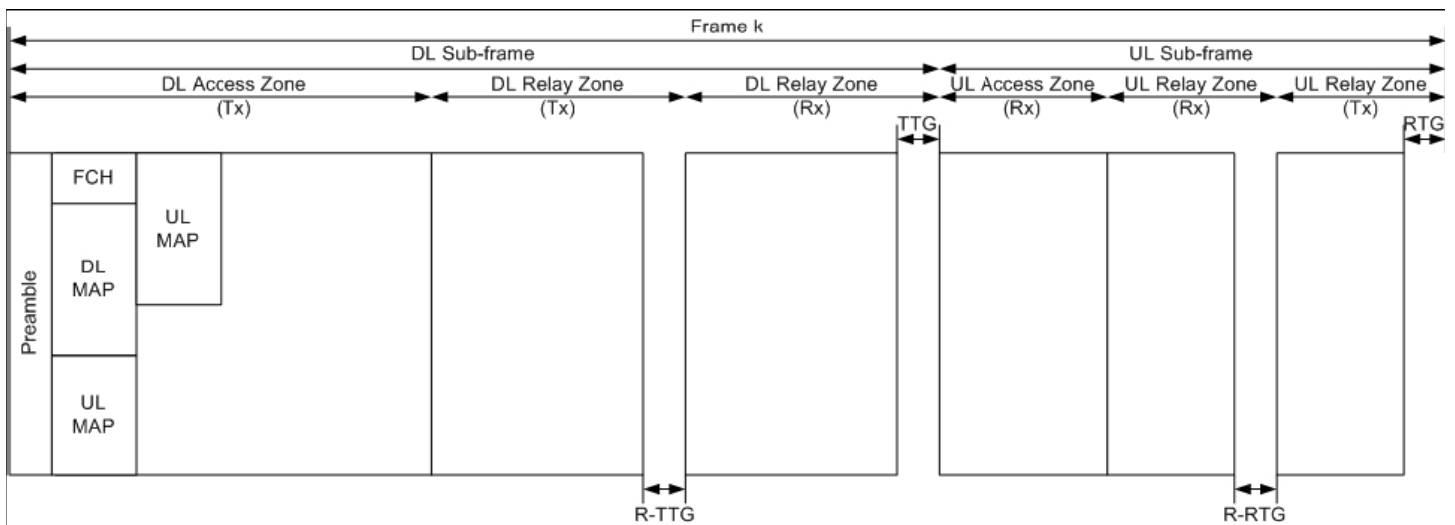 Frame k
DL Sub-frame
UL Sub-frame
DL Access Zone
(Tx)
DL Relay Zone
(Tx)
DL Relay Zone
(Rx)
UL Access Zone
(Rx)
UL Relay Zone
(Rx)
UL Relay Zone
(Tx)
TTG
RTG
Preamble
FCH
DL
MAP
UL
MAP
UL
MAP
R-TTG
R-RTG